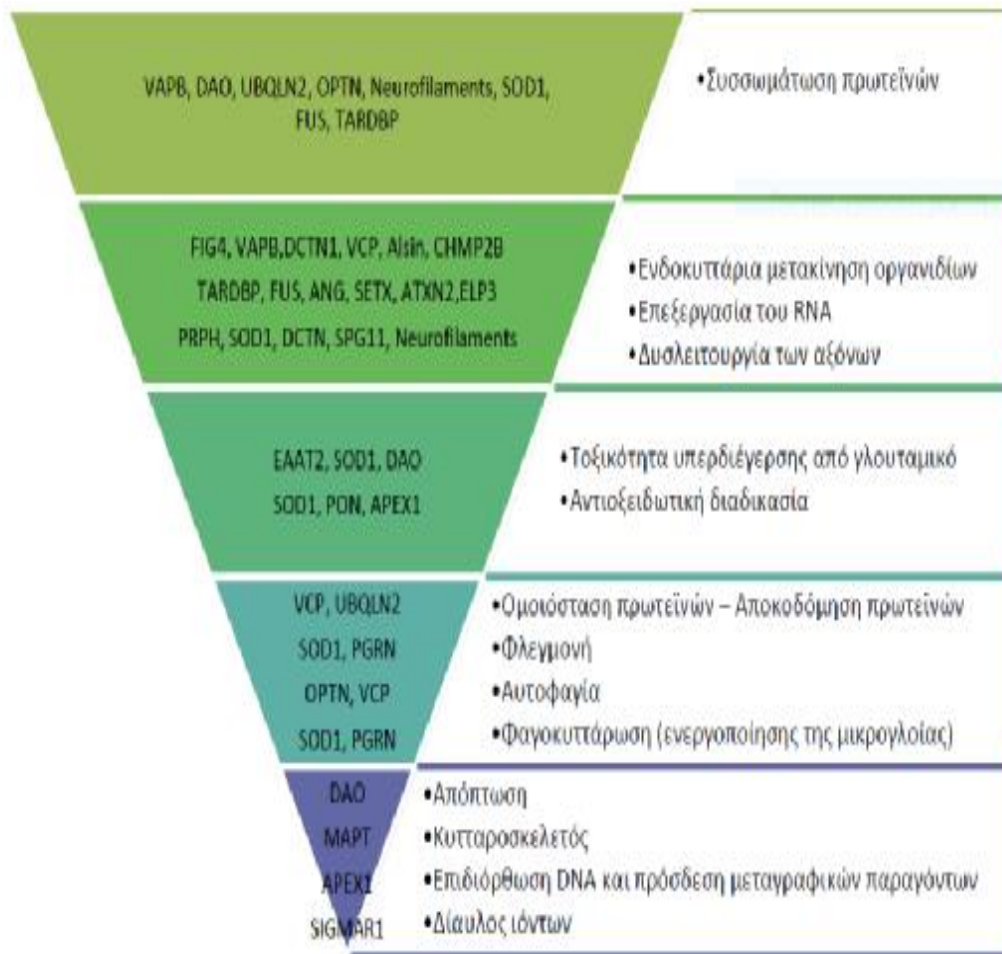 VAPB, DAO, UBQLN2, OPTN, Neurofilaments, SOD1,
FUS, TARDBP
•Συσσωμάτωση πρωτεϊνών
FIG4, VAPB,DCTN1, VCP, Alsin, CHMP2B
TARDBP, FUS, ANG, SETX, ATXN2,ELP3
PRPH, SOD1, DCTN, SPG11, Neurofilaments
•Ενδοκυττάρια μετακίνηση οργανιδίων
•Επεξεργασία του RNA
•Δυσλειτουργία των αξόνων
EAAT2, SOD1, DAO
SOD1, PON, APEX1
•Τοξικότητα υπερδιέγερσης από γλουταμικό
•Αντιοξειδωτική διαδικασία
VCP, UBQLN2
SOD1, PGRN
OPTN, VCP
SOD1, PGRN
•Ομοιόσταση πρωτεϊνών – Αποκοδόμηση πρωτεϊνών
•Φλεγμονή
•Αυτοφαγία
•Φαγοκυττάρωση (ενεργοποίησης της μικρογλοίας)
DAO
MAPT
APEX1
SIGMAR1
•Απόπτωση
•Κυτταροσκελετός
•Επιδιόρθωση DNA και πρόσδεση μεταγραφικών παραγόντων
•Δίαυλος ιόντων